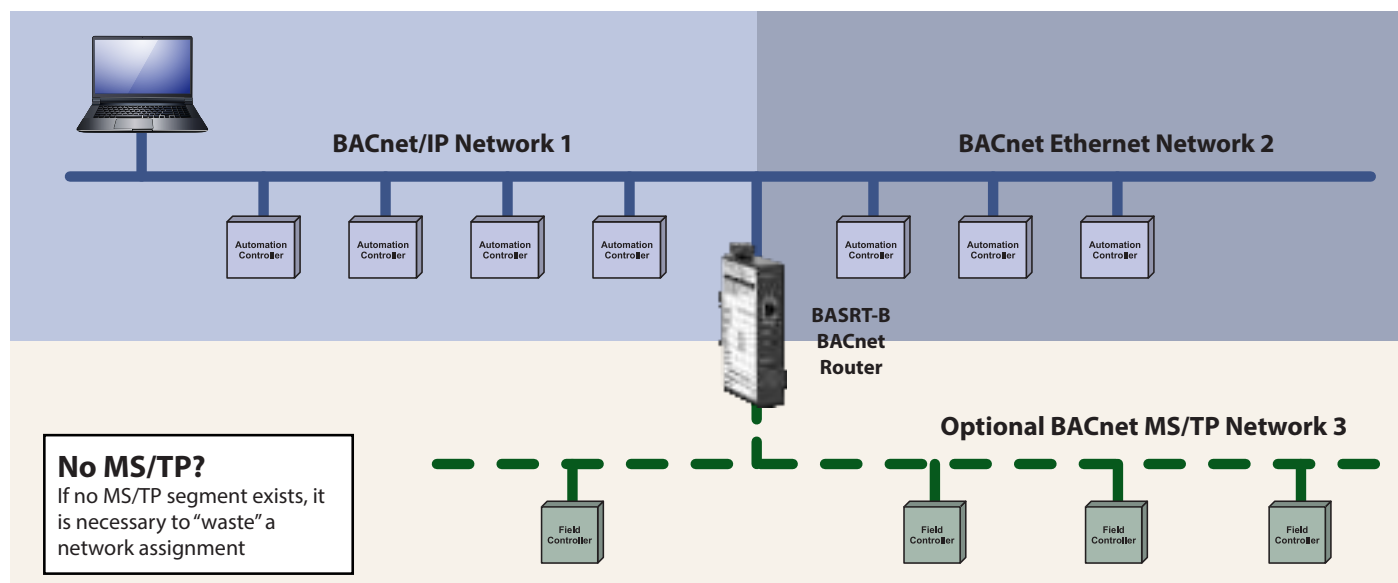 BACnet/IP Network 1
BACnet Ethernet Network 2
Automation
Controller
Automation
Controller
Automation
Controller
Automation
Controller
Automation
Controller
Automation
Controller
Automation
Controller
BASRT-B
BACnet
Router
Optional BACnet MS/TP Network 3
No MS/TP?
If no MS/TP segment exists, it
is necessary to “waste” a
network assignment
Field
Controller
Field
Controller
Field
Controller
Field
Controller